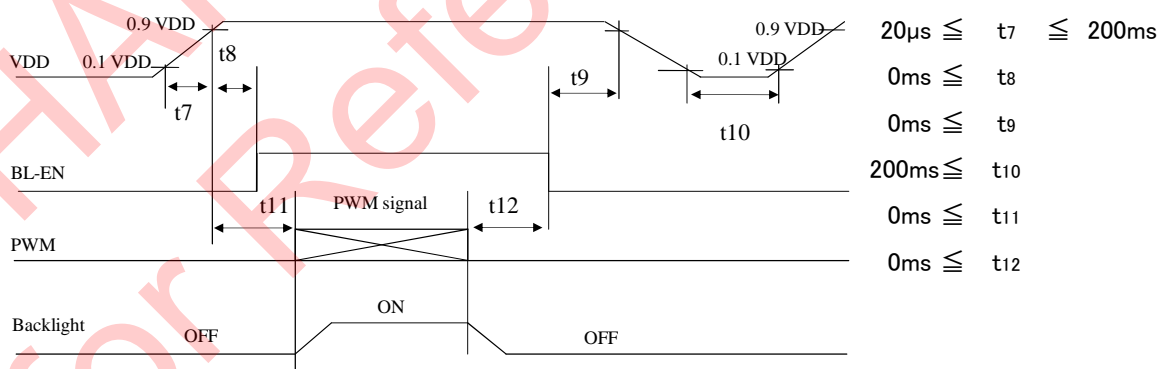 0.9 VDD
0.9 VDD
20μs ≦ t7 ≦ 200ms
VDD
0.1 VDD
t8
0.1 VDD
t9
0ms ≦ t8
t7
0ms ≦ t9
t10
BL-EN
200ms≦ t10
t11
PWM signal
t12
0ms ≦ t11
PWM
0ms ≦ t12
ON
Backlight
OFF
OFF
for Refe